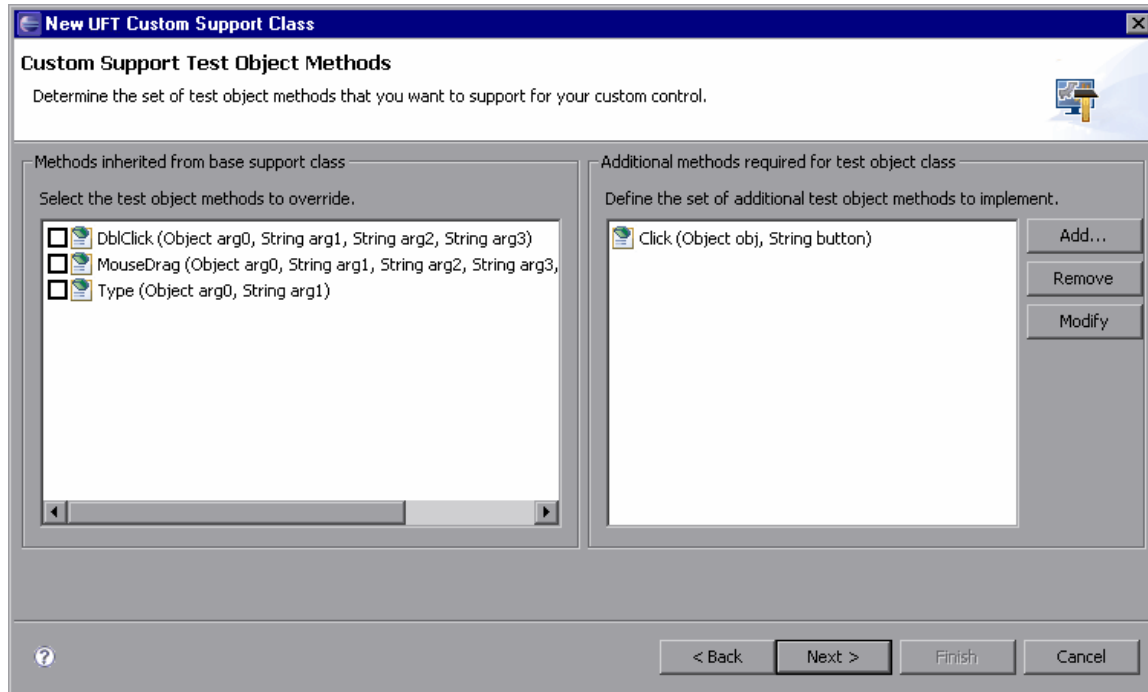 New UFT Custom Support Class
Custom Support Test Object Methods
Determine the set of test object methods that you want to support for your custom control.
Methods inherited from base support class
Select the test object methods to override.
DblClick (Object arg0, String arg1, String arg2, String arg3)
MouseDrag (Object arg0, String arg1, String arg2, String arg3,
Type (Object arg0, String arg1)
Additional methods required for test object class
Define the set of additional test object methods to implement.
Click (Object obj, String button)
Add...
Remove
Modify
?
< Back
Next >
Finish
Cancel